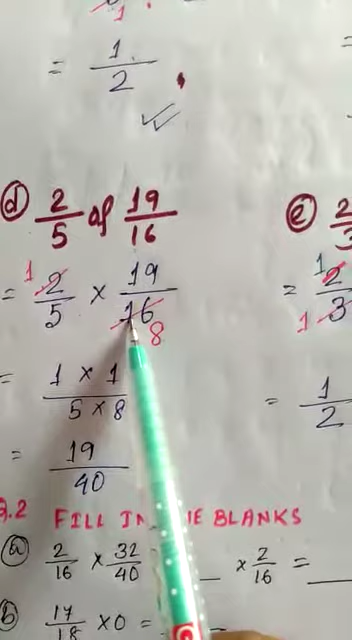 1
= 1/2
(d) 2/5 of 19/16
= 1 2/5 × 19/16 8
= 1 × 1 / 5 × 8
= 19/40
Q.2 FILL IN THE BLANKS
(a) 2/16 × 32/40 _ × 2/16 = _
(b) 17/18 × 0 =
(e) 2/3
= 1 2/3 1
= 1/2